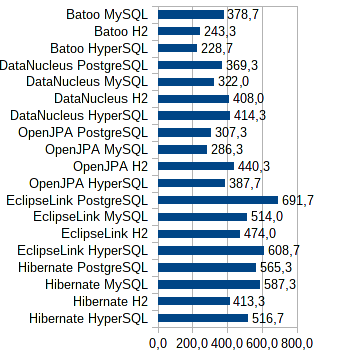 Batoo MySQL 378,7
Batoo H2 243,3
Batoo HyperSQL 228,7
DataNucleus PostgreSQL 369,3
DataNucleus MySQL 322,0
DataNucleus H2 408,0
DataNucleus HyperSQL 414,3
OpenJPA PostgreSQL 307,3
OpenJPA MySQL 286,3
OpenJPA H2 440,3
OpenJPA HyperSQL 387,7
EclipseLink PostgreSQL 691,7
EclipseLink MySQL 514,0
EclipseLink H2 474,0
EclipseLink HyperSQL 608,7
Hibernate PostgreSQL 565,3
Hibernate MySQL 587,3
Hibernate H2 413,3
Hibernate HyperSQL 516,7
0,0 200,0 400,0 600,0 800,0